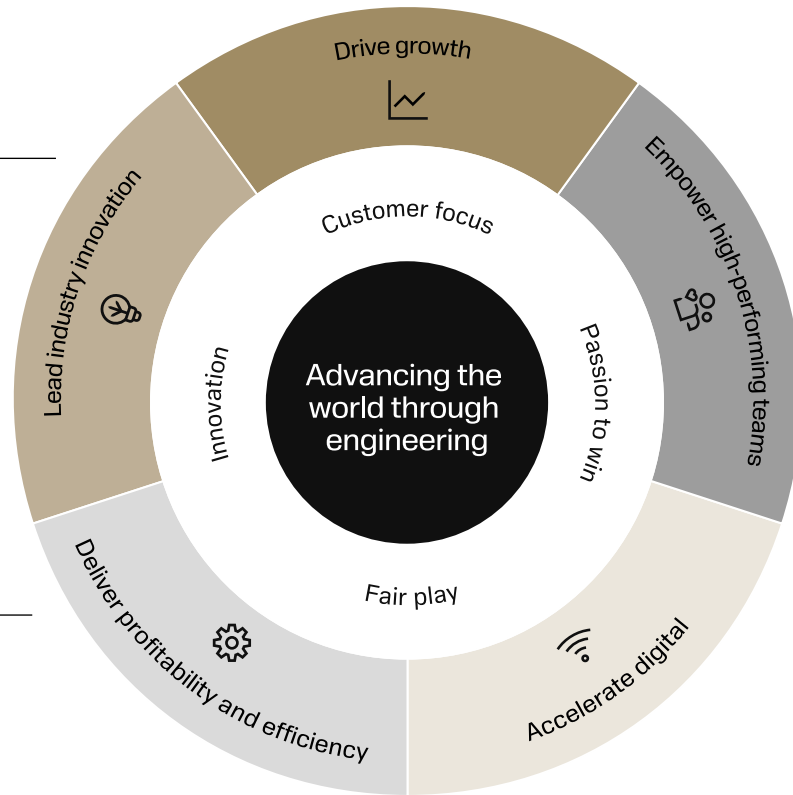 Drive growth
Empower high-performing teams
Lead industry innovation
Customer focus
Innovation
Passion to win
Advancing the
world through
engineering
Fair play
Deliver profitability and efficiency
Accelerate digital